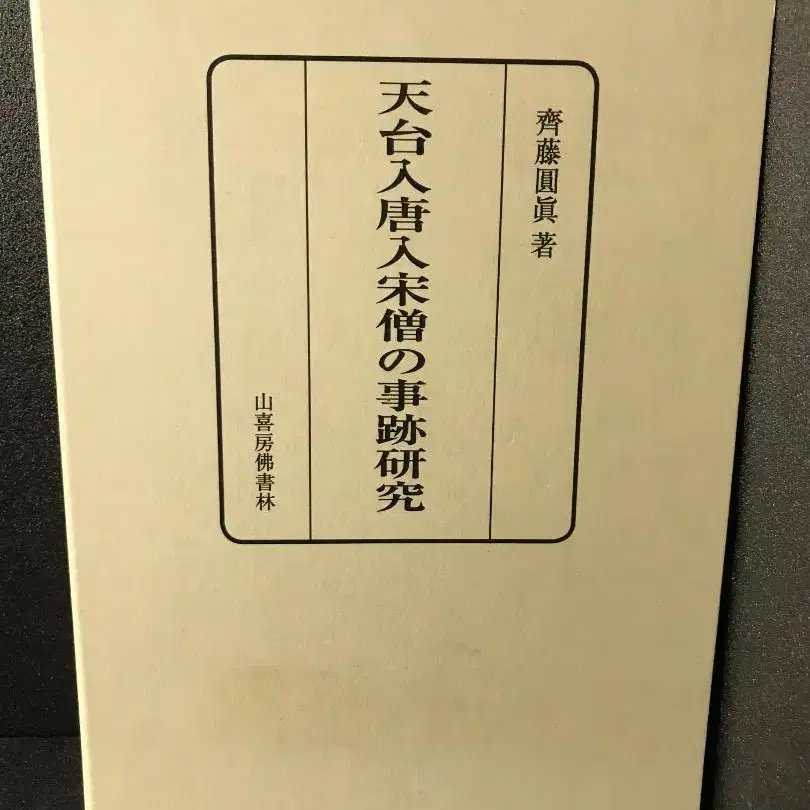 齊藤圓眞 著
天台入唐入宋僧の事跡研究
山喜房佛書林